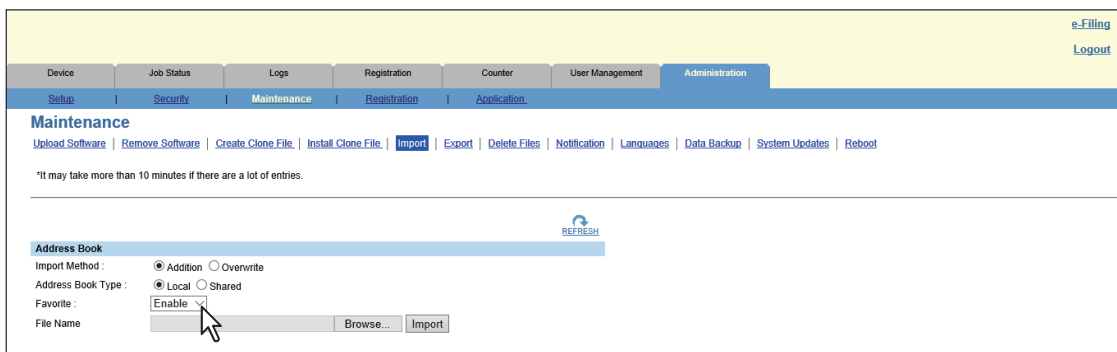 e-Filing
Logout
Device Job Status Logs Registration Counter User Management Administration
Setup | Security | Maintenance | Registration | Application
Maintenance
Upload Software | Remove Software | Create Clone File | Install Clone File | Import | Export | Delete Files | Notification | Languages | Data Backup | System Updates | Reboot
*It may take more than 10 minutes if there are a lot of entries.
REFRESH
Address Book
Import Method : Addition Overwrite
Address Book Type : Local Shared
Favorite : Enable
File Name Browse... Import